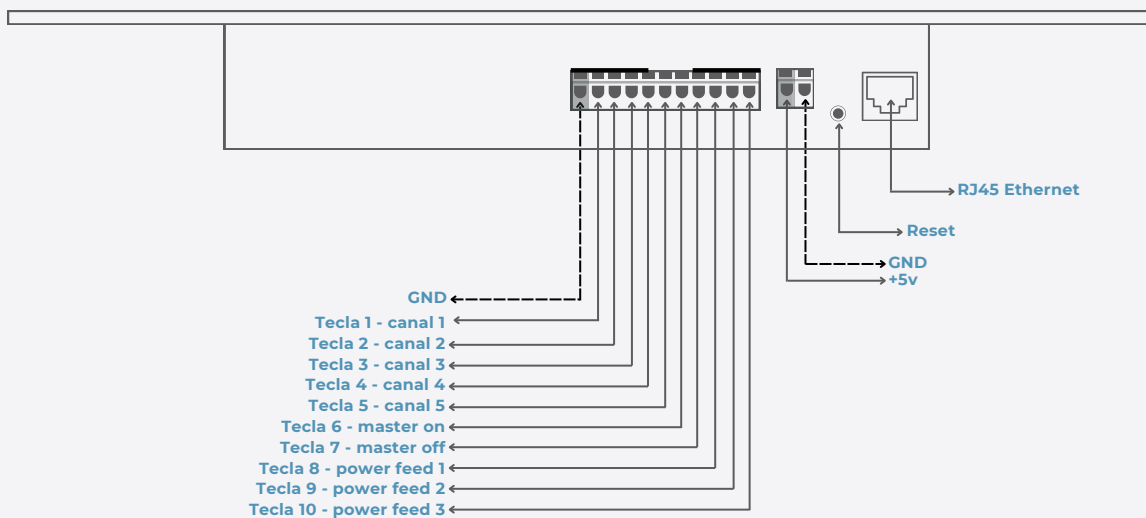 RJ45 Ethernet
Reset
GND
+5v
GND
Tecla 1 - canal 1
Tecla 2 - canal 2
Tecla 3 - canal 3
Tecla 4 - canal 4
Tecla 5 - canal 5
Tecla 6 - master on
Tecla 7 - master off
Tecla 8 - power feed 1
Tecla 9 - power feed 2
Tecla 10 - power feed 3